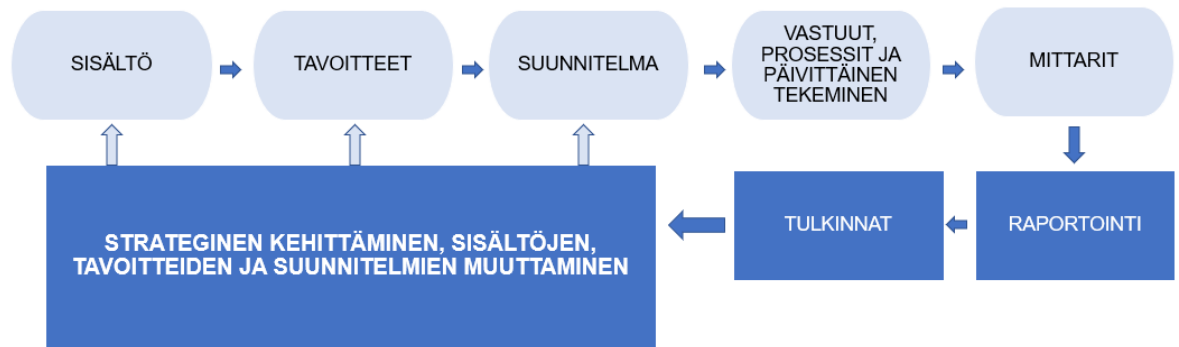 SISÄLTÖ
TAVOITTEET
SUUNNITELMA
VASTUUT,
PROSESSIT JA
PÄIVITTÄINEN
TEKEMINEN
MITTARIT
STRATEGINEN KEHITTÄMINEN, SISÄLTÖJEN,
TAVOITTEIDEN JA SUUNNITELMIEN MUUTTAMINEN
TULKINNAT
RAPORTOINTI